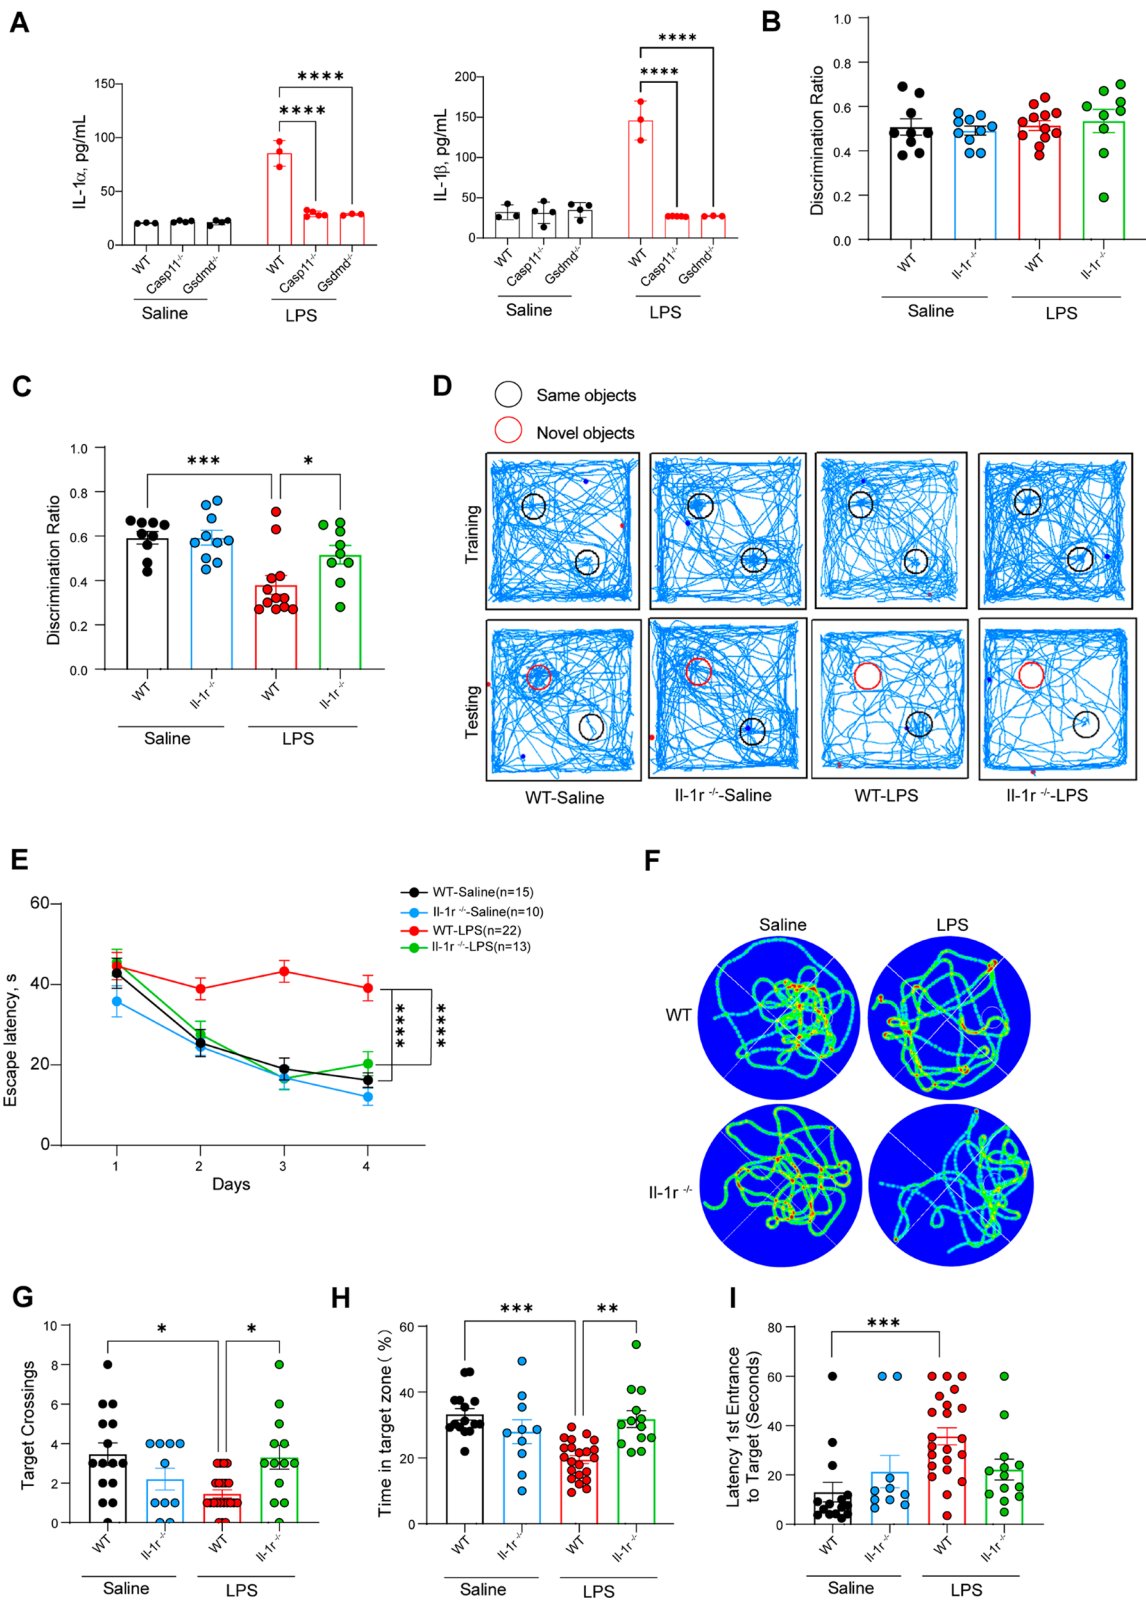 A
IL-1α, pg/mL
150
100
50
0
****
****
WT
Casp11-/-
Gsdmd-/-
WT
Casp11-/-
Gsdmd-/-
Saline
LPS
IL-1β, pg/mL
200
150
100
50
0
****
****
WT
Casp11-/-
Gsdmd-/-
WT
Casp11-/-
Gsdmd-/-
Saline
LPS
B
Discrimination Ratio
1.0
0.8
0.6
0.4
0.2
0.0
WT
Il-1r-/-
WT
Il-1r-/-
Saline
LPS
C
Discrimination Ratio
1.0
0.8
0.6
0.4
0.2
0.0
***
*
WT
Il-1r-/-
WT
Il-1r-/-
Saline
LPS
D
Same objects
Novel objects
Training
Testing
WT-Saline
Il-1r -/--Saline
WT-LPS
Il-1r -/--LPS
E
Escape latency, s
60
40
20
0
1
2
3
4
Days
WT-Saline(n=15)
Il-1r -/--Saline(n=10)
WT-LPS(n=22)
Il-1r -/--LPS(n=13)
****
****
F
Saline
LPS
WT
Il-1r -/-
G
Target Crossings
10
8
6
4
2
0
*
*
WT
Il-1r-/-
WT
Il-1r-/-
Saline
LPS
H
Time in target zone ( %)
60
40
20
0
***
**
WT
Il-1r-/-
WT
Il-1r-/-
Saline
LPS
I
Latency 1st Entrance
to Target (Seconds)
80
60
40
20
0
***
WT
Il-1r-/-
WT
Il-1r-/-
Saline
LPS